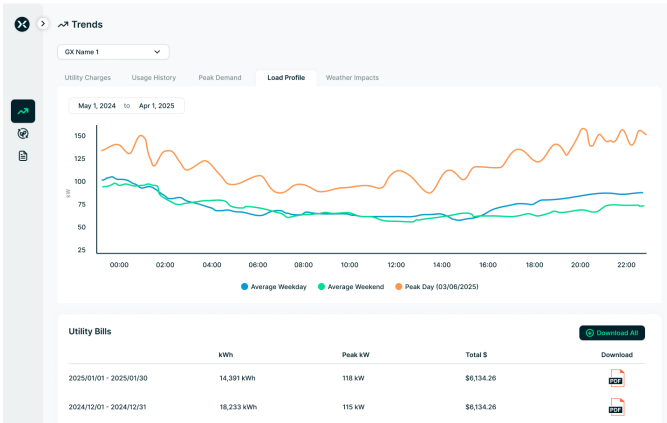 Trends
GX Name 1
Utility Charges Usage History Peak Demand Load Profile Weather Impacts
May 1, 2024 to Apr 1, 2025
150
125
100
75
50
25
kW
00:00 02:00 04:00 06:00 08:00 10:00 12:00 14:00 16:00 18:00 20:00 22:00
Average Weekday Average Weekend Peak Day (03/06/2025)
Utility Bills Download All
kWh Peak kW Total $ Download
2025/01/01 - 2025/01/30 14,391 kWh 118 kW $6,134.26 PDF
2024/12/01 - 2024/12/31 18,233 kWh 115 kW $6,134.26 PDF